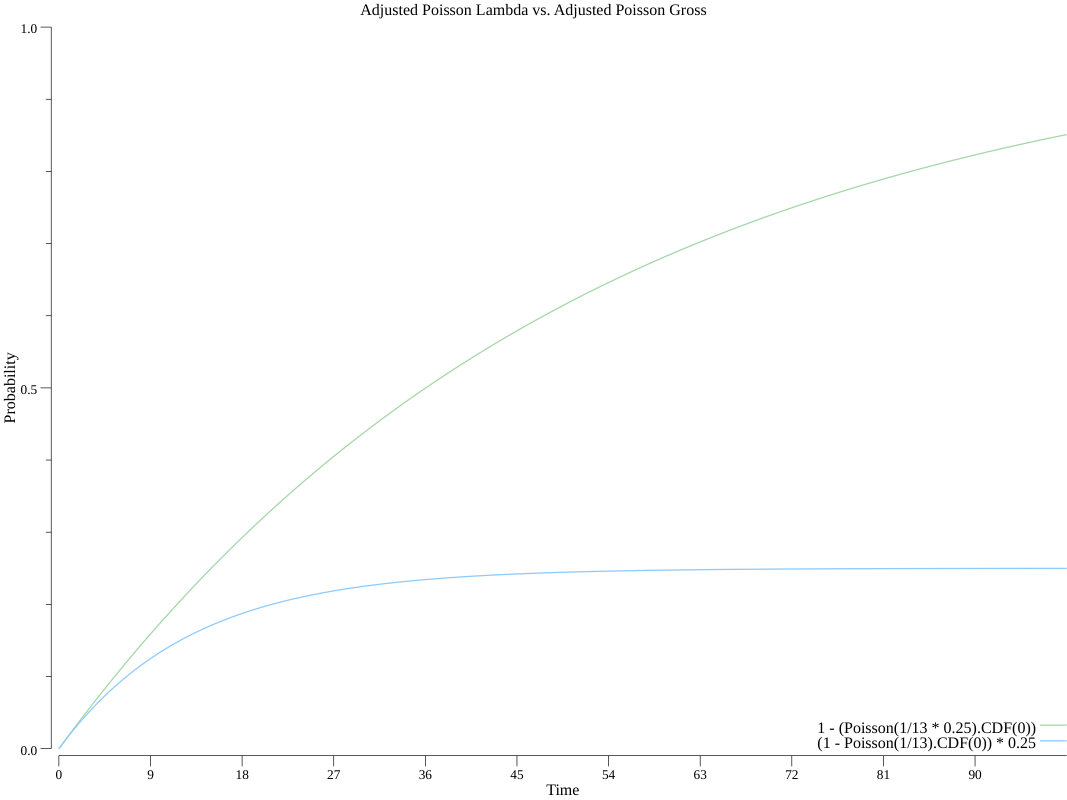 Adjusted Poisson Lambda vs. Adjusted Poisson Gross
1.0
0.5
0.0
Probability
1 - (Poisson(1/13 * 0.25).CDF(0))
(1 - Poisson(1/13).CDF(0)) * 0.25
0 9 18 27 36 45 54 63 72 81 90
Time